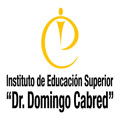 Instituto de Educación Superior
“Dr. Domingo Cabred”